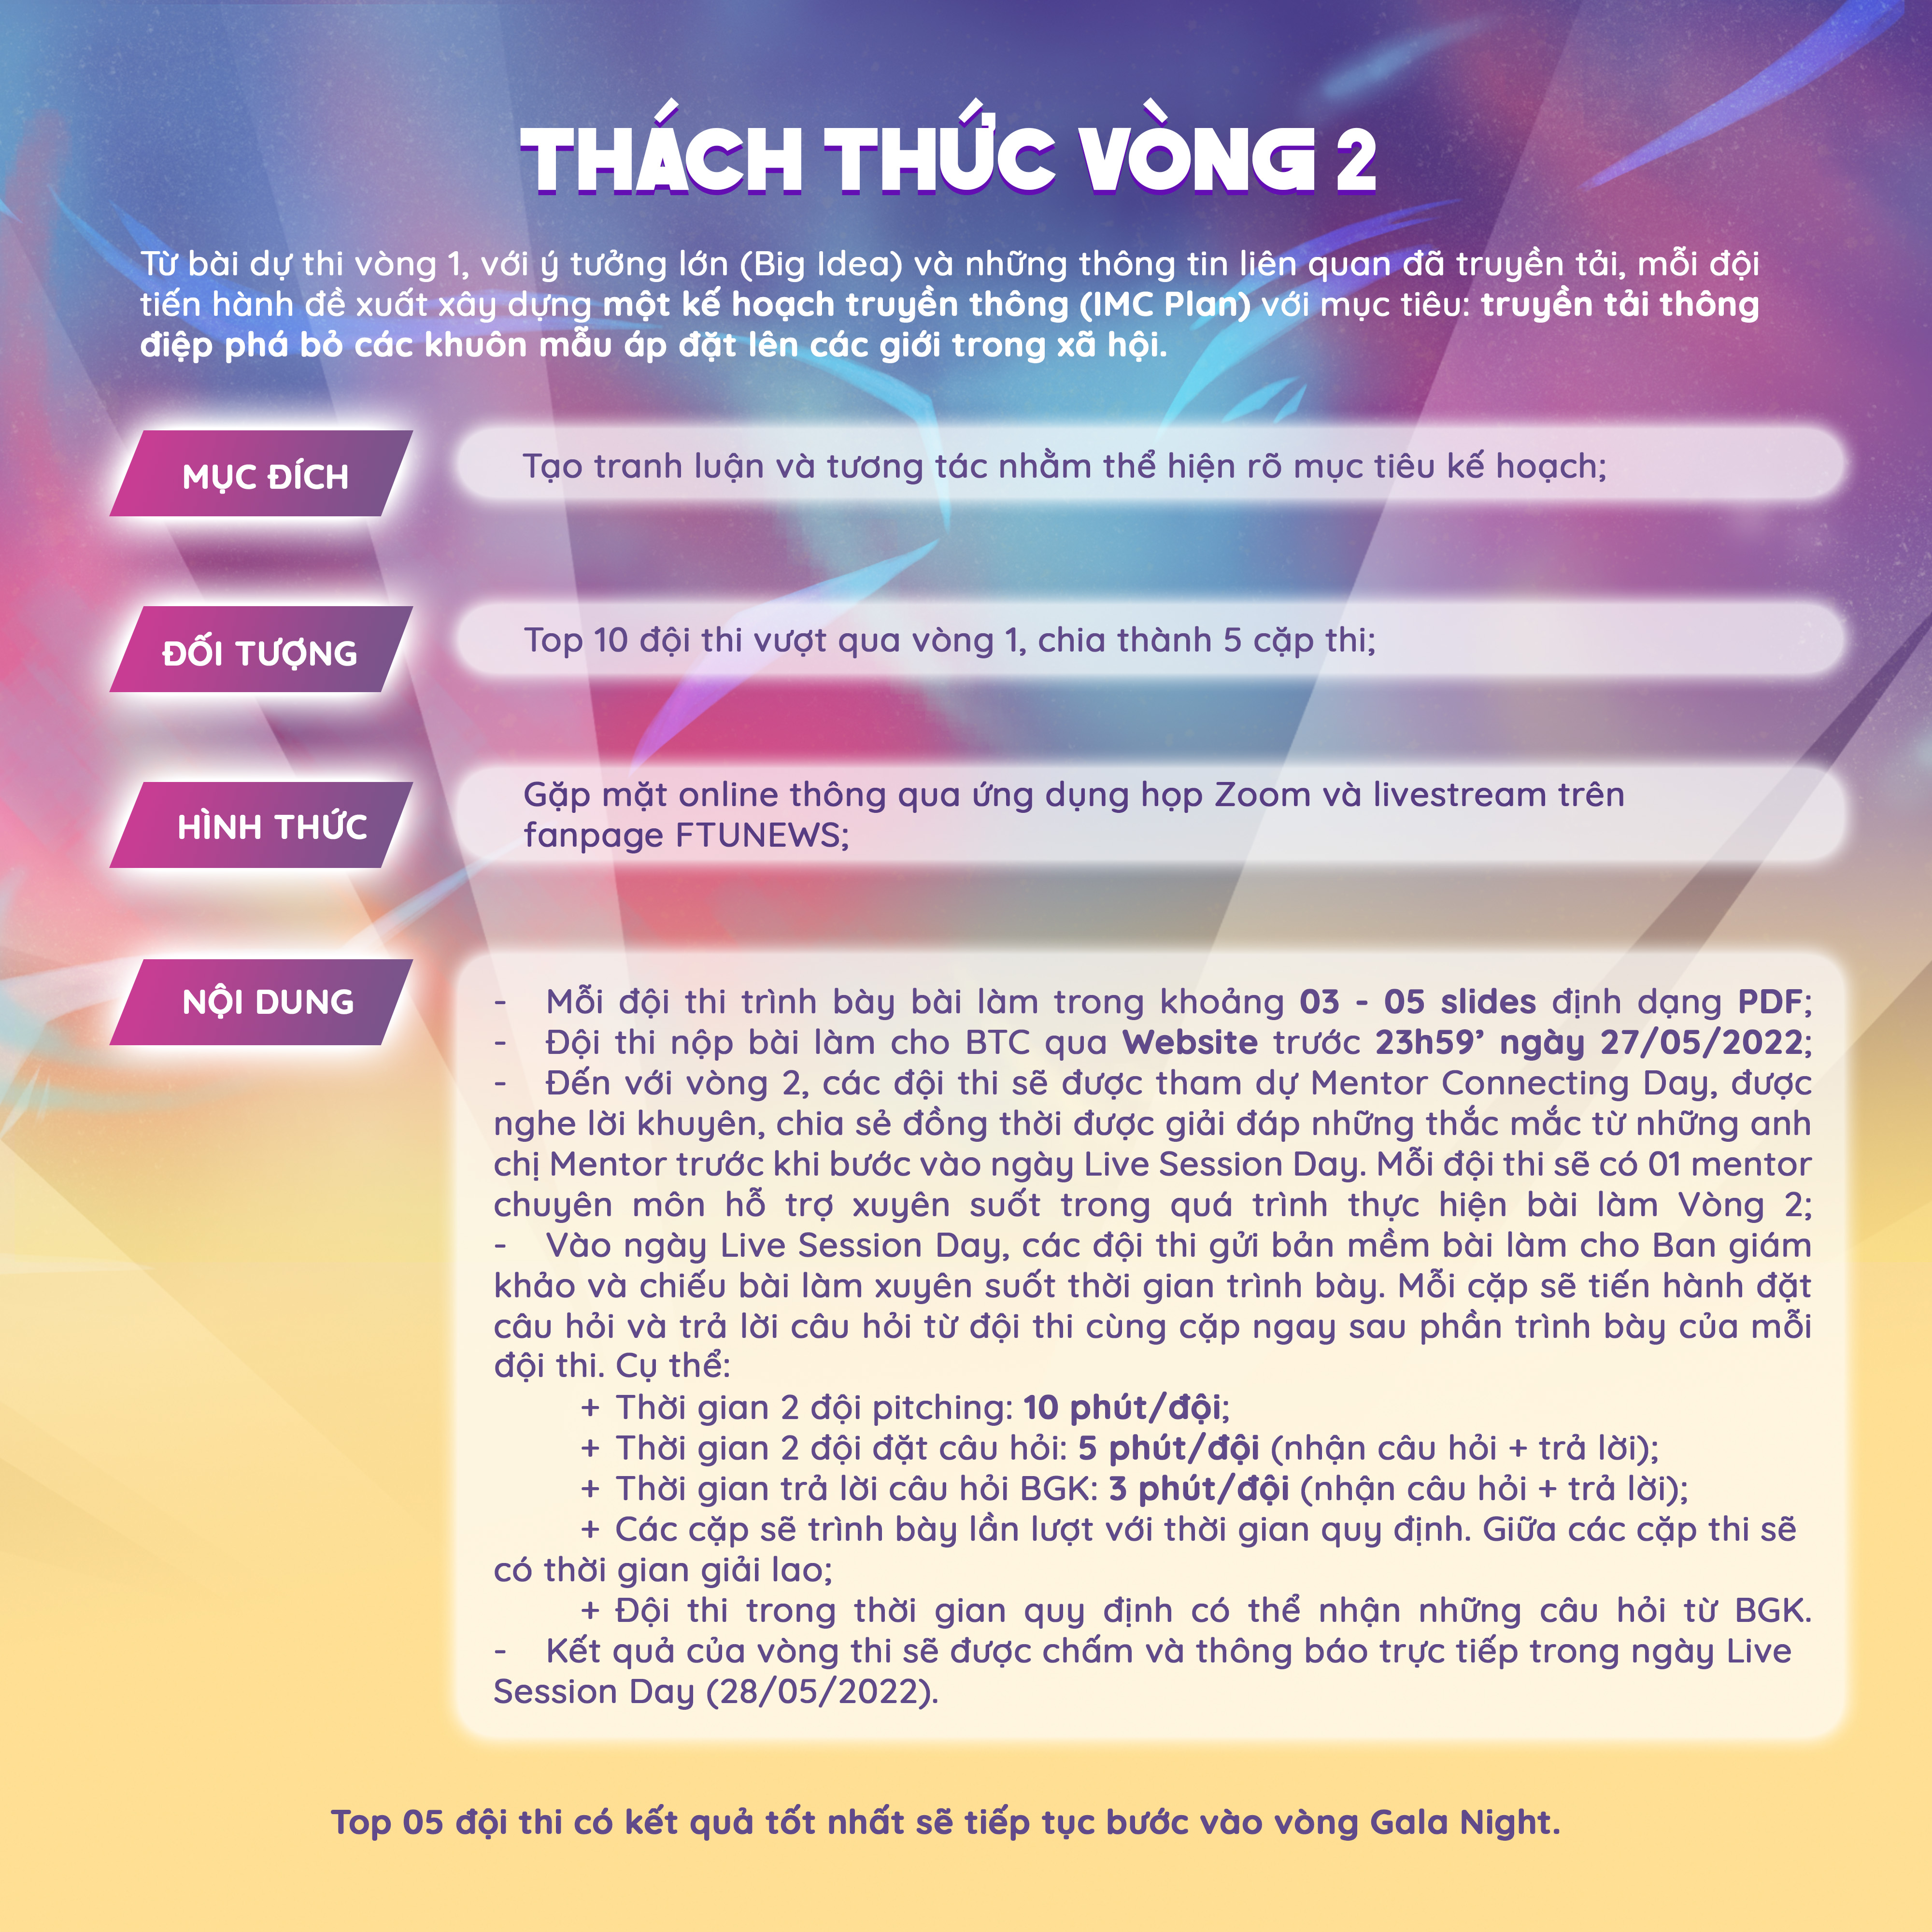 THÁCH THỨC VÒNG 2
Từ bài dự thi vòng 1, với ý tưởng lớn (Big Idea) và những thông tin liên quan đã truyền tải, mỗi đội
tiến hành đề xuất xây dựng một kế hoạch truyền thông (IMC Plan) với mục tiêu: truyền tải thông
điệp phá bỏ các khuôn mẫu áp đặt lên các giới trong xã hội.
MỤC ĐÍCH
Tạo tranh luận và tương tác nhằm thể hiện rõ mục tiêu kế hoạch;
ĐỐI TƯỢNG
Top 10 đội thi vượt qua vòng 1, chia thành 5 cặp thi;
HÌNH THỨC
Gặp mặt online thông qua ứng dụng họp Zoom và livestream trên
fanpage FTUNEWS;
NỘI DUNG
- Mỗi đội thi trình bày bài làm trong khoảng 03 - 05 slides định dạng PDF;
- Đội thi nộp bài làm cho BTC qua Website trước 23h59’ ngày 27/05/2022;
- Đến với vòng 2, các đội thi sẽ được tham dự Mentor Connecting Day, được
nghe lời khuyên, chia sẻ đồng thời được giải đáp những thắc mắc từ những anh
chị Mentor trước khi bước vào ngày Live Session Day. Mỗi đội thi sẽ có 01 mentor
chuyên môn hỗ trợ xuyên suốt trong quá trình thực hiện bài làm Vòng 2;
- Vào ngày Live Session Day, các đội thi gửi bản mềm bài làm cho Ban giám
khảo và chiếu bài làm xuyên suốt thời gian trình bày. Mỗi cặp sẽ tiến hành đặt
câu hỏi và trả lời câu hỏi từ đội thi cùng cặp ngay sau phần trình bày của mỗi
đội thi. Cụ thể:
+ Thời gian 2 đội pitching: 10 phút/đội;
+ Thời gian 2 đội đặt câu hỏi: 5 phút/đội (nhận câu hỏi + trả lời);
+ Thời gian trả lời câu hỏi BGK: 3 phút/đội (nhận câu hỏi + trả lời);
+ Các cặp sẽ trình bày lần lượt với thời gian quy định. Giữa các cặp thi sẽ
có thời gian giải lao;
+ Đội thi trong thời gian quy định có thể nhận những câu hỏi từ BGK.
- Kết quả của vòng thi sẽ được chấm và thông báo trực tiếp trong ngày Live
Session Day (28/05/2022).
Top 05 đội thi có kết quả tốt nhất sẽ tiếp tục bước vào vòng Gala Night.